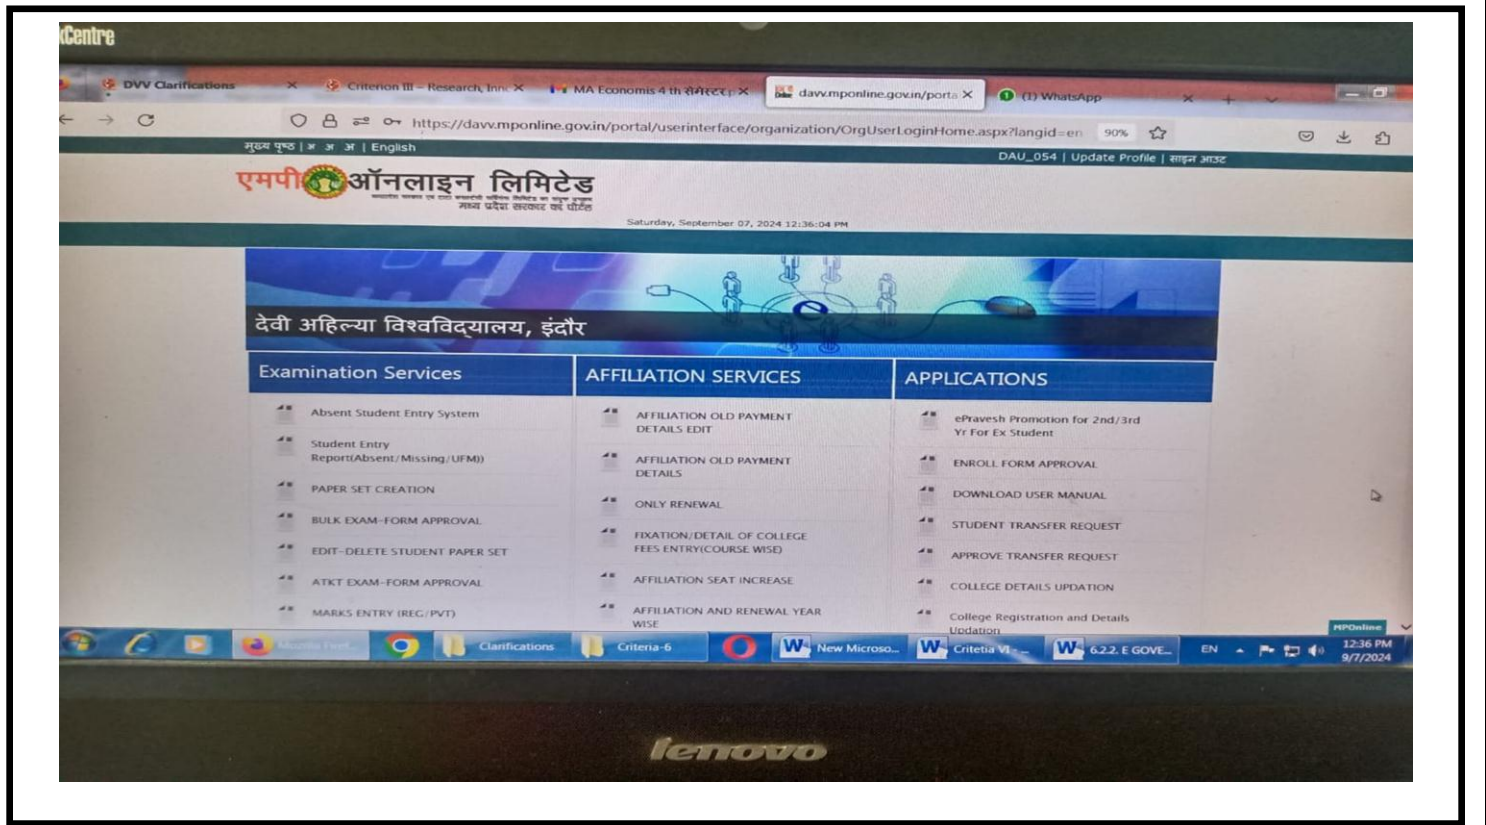 xCentre
DVV Clarifications
Criterion III – Research, Inn
MA Economis 4 th सेमेस्टर
davv.mponline.gov.in/porta
(1) WhatsApp
https://davv.mponline.gov.in/portal/userinterface/organization/OrgUserLoginHome.aspx?langid=en
90%
मुख्य पृष्ठ | अ अ अ | English
DAU_054 | Update Profile | साइन आउट
एमपी ऑनलाइन लिमिटेड
मध्य प्रदेश सरकार का पोर्टल
Saturday, September 07, 2024 12:36:04 PM
देवी अहिल्या विश्वविद्यालय, इंदौर
Examination Services
Absent Student Entry System
Student Entry
Report(Absent/Missing/UFM))
PAPER SET CREATION
BULK EXAM-FORM APPROVAL
EDIT-DELETE STUDENT PAPER SET
ATKT EXAM-FORM APPROVAL
MARKS ENTRY (REG/PVT)
AFFILIATION SERVICES
AFFILIATION OLD PAYMENT
DETAILS EDIT
AFFILIATION OLD PAYMENT
DETAILS
ONLY RENEWAL
FIXATION/DETAIL OF COLLEGE
FEES ENTRY(COURSE WISE)
AFFILIATION SEAT INCREASE
AFFILIATION AND RENEWAL YEAR
WISE
APPLICATIONS
ePravesh Promotion for 2nd/3rd
Yr For Ex Student
ENROLL FORM APPROVAL
DOWNLOAD USER MANUAL
STUDENT TRANSFER REQUEST
APPROVE TRANSFER REQUEST
COLLEGE DETAILS UPDATION
College Registration and Details
Updation
MPOnline
Clarifications
Criteria-6
New Microso...
Critetia VI - ...
6.2.2. E GOVE...
EN
12:36 PM
9/7/2024
lenovo